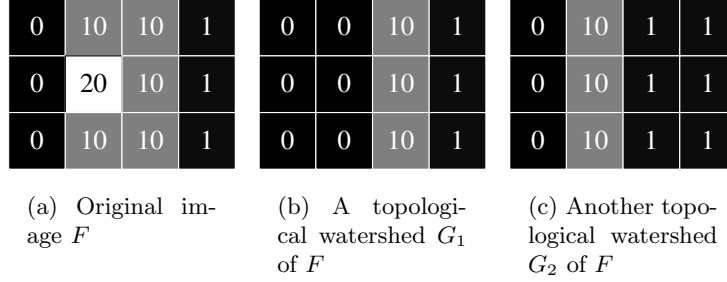 0 10 10 1
0 20 10 1
0 10 10 1
0 0 10 1
0 0 10 1
0 0 10 1
0 10 1 1
0 10 1 1
0 10 1 1
(a) Original im-
age F
(b) A topologi-
cal watershed G₁
of F
(c) Another topo-
logical watershed
G₂ of F